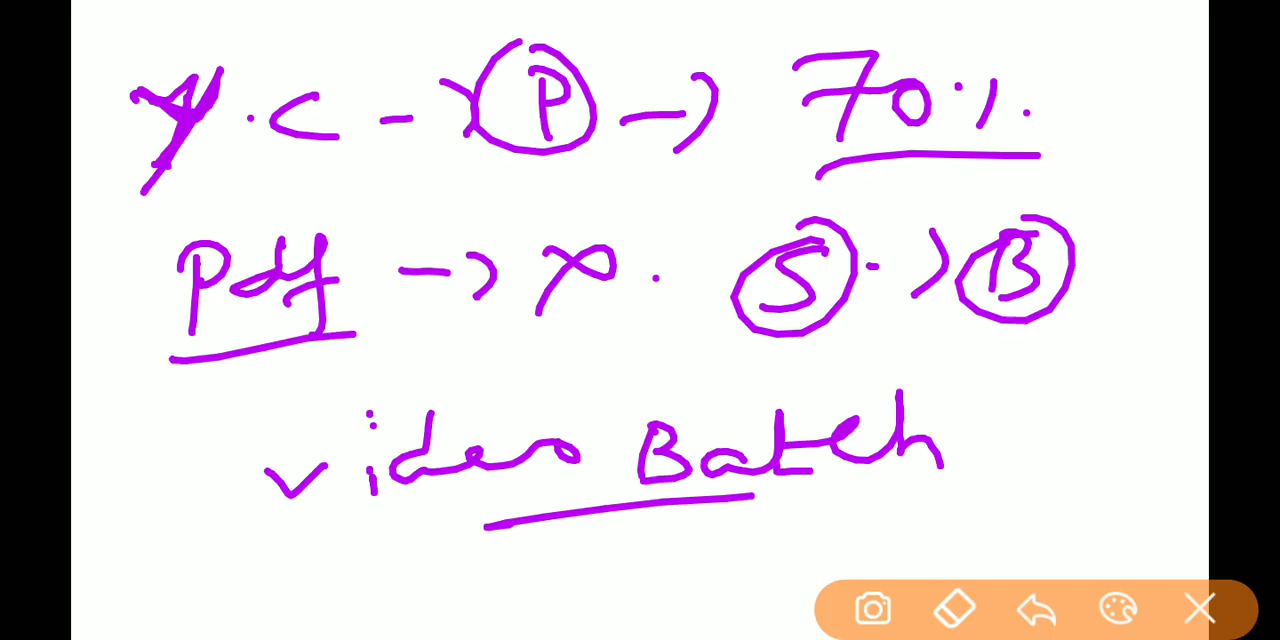 Y.C → P → 70%.
Pdf → X. S → B
video Batch